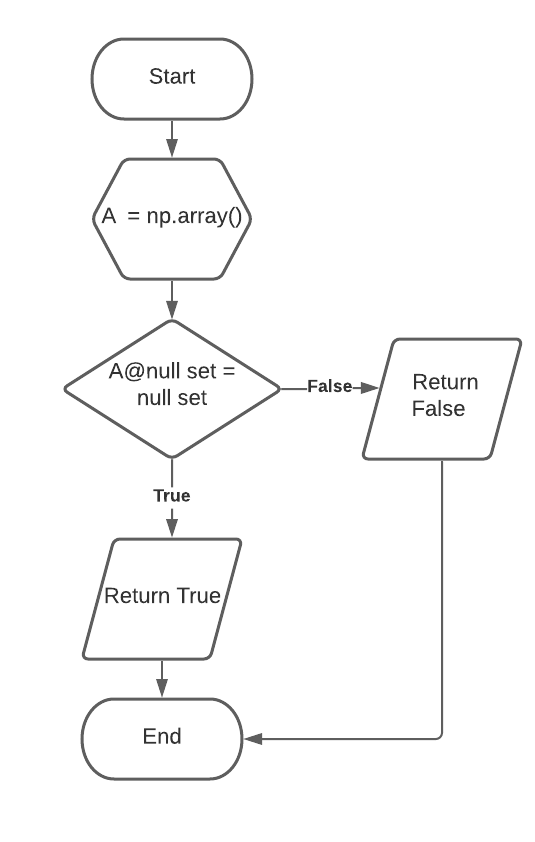 Start
A  = np.array()
A@null set =
null set
False
Return
False
True
Return True
End